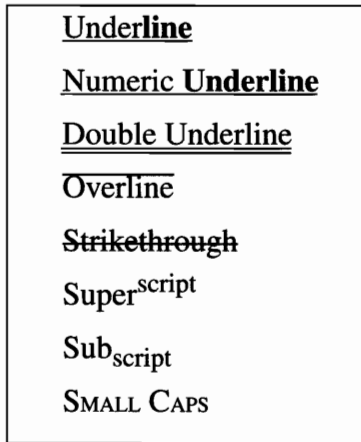 Underline
Numeric Underline
Double Underline
Overline
Strikethrough
Superscript
Subscript
SMALL CAPS